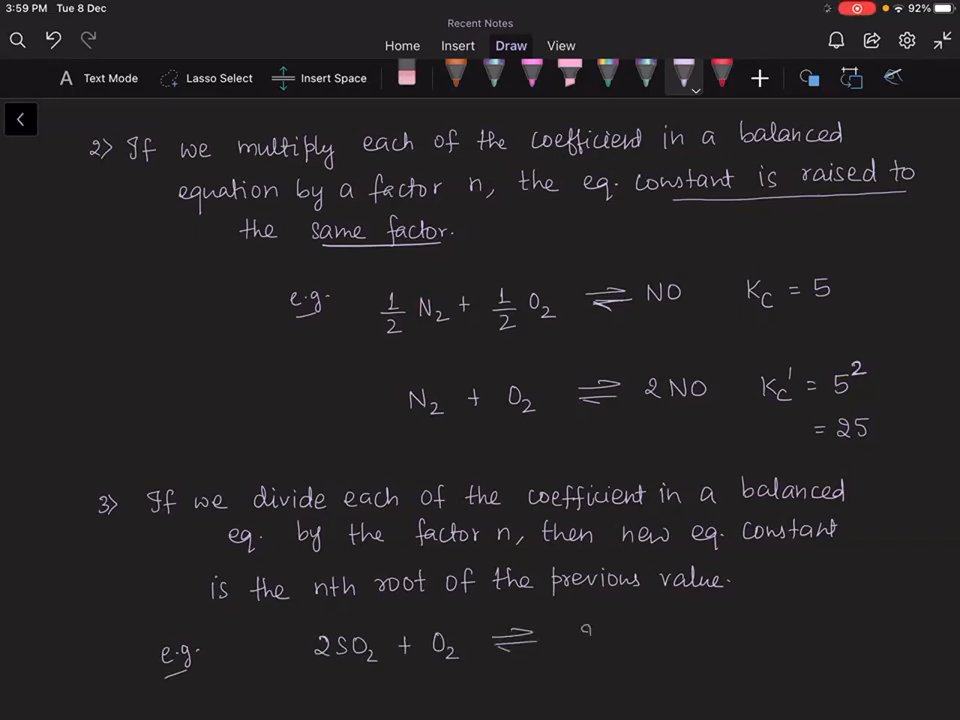 3:59 PM Tue 8 Dec
92%
Recent Notes
Home Insert Draw View
A Text Mode Lasso Select Insert Space
2) If we multiply each of the coefficient in a balanced
equation by a factor n, the eq. constant is raised to
the same factor.
e.g. 1/2 N₂ + 1/2 O₂ ⇌ NO K_C = 5
N₂ + O₂ ⇌ 2 NO K_C' = 5²
= 25
3) If we divide each of the coefficient in a balanced
eq. by the factor n, then new eq. constant
is the nth root of the previous value.
e.g. 2SO₂ + O₂ ⇌